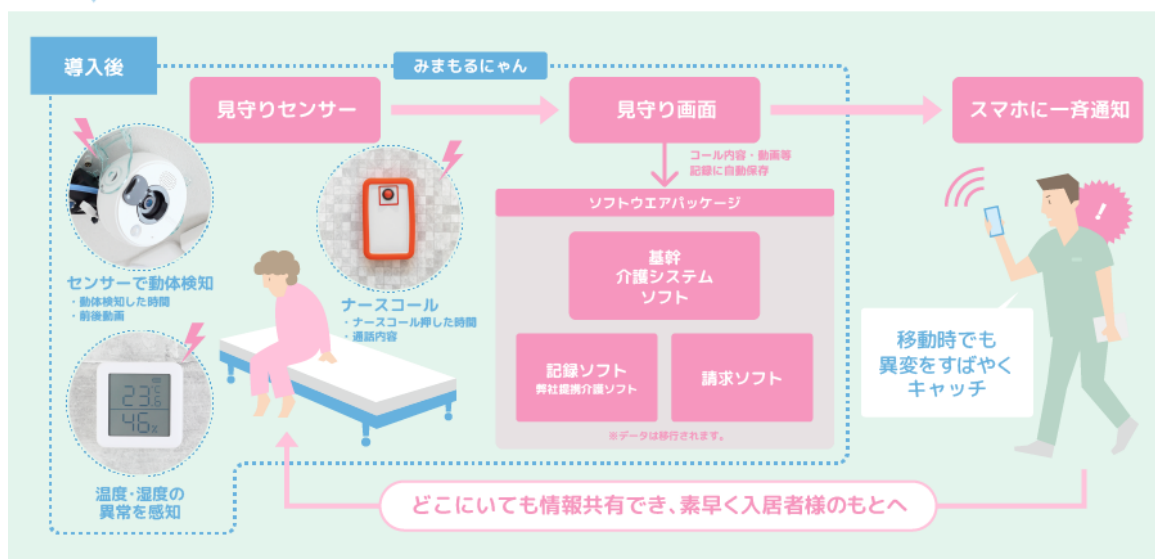 導入後
みまもるにゃん
見守りセンサー
見守り画面
スマホに一斉通知
コール内容・動画等
記録に自動保存
センサーで動体検知
・動体検知した時間
・前後動画
ナースコール
・ナースコール押した時間
・通話内容
23.6
℃
46%
温度・湿度の
異常を感知
ソフトウエアパッケージ
基幹
介護システム
ソフト
記録ソフト
弊社提携介護ソフト
請求ソフト
※データは移行されます。
!
移動時でも
異変をすばやく
キャッチ
どこにいても情報共有でき、素早く入居者様のもとへ